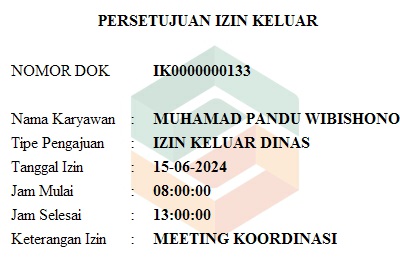 PERSETUJUAN IZIN KELUAR
NOMOR DOK IK0000000133
Nama Karyawan : MUHAMAD PANDU WIBISHONO
Tipe Pengajuan : IZIN KELUAR DINAS
Tanggal Izin : 15-06-2024
Jam Mulai : 08:00:00
Jam Selesai : 13:00:00
Keterangan Izin : MEETING KOORDINASI